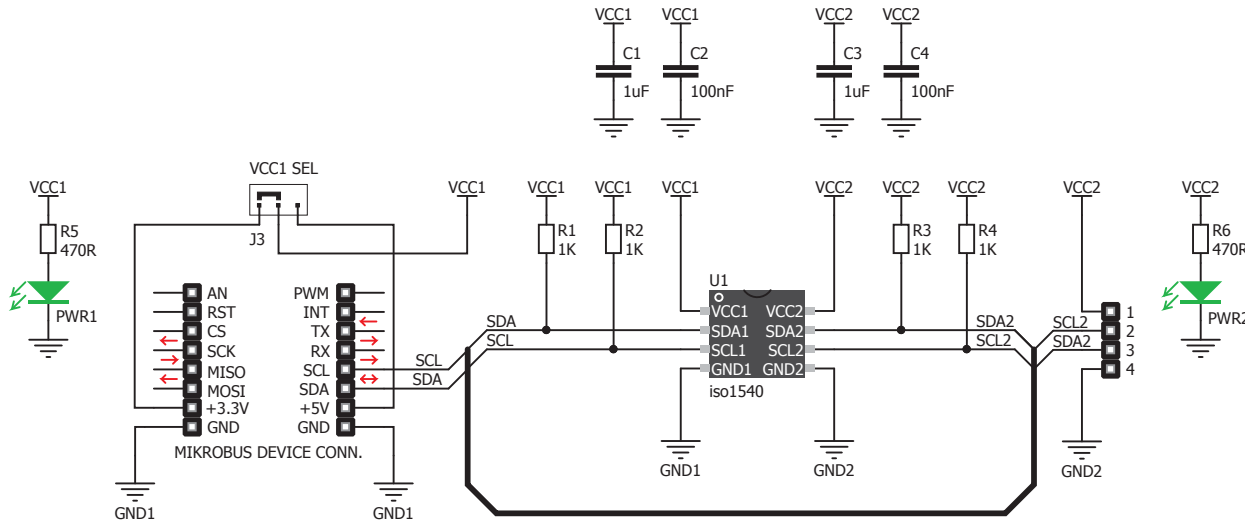 VCC1 VCC1 VCC2 VCC2
C1 C2 C3 C4
1uF 100nF 1uF 100nF
VCC1 SEL
VCC1 VCC1 VCC1 VCC1 VCC1 VCC2 VCC2 VCC2 VCC2 VCC2
R5 470R
J3
R1 1K
R2 1K
R3 1K
R4 1K
R6 470R
PWR1
PWR2
U1
VCC1 VCC2
SDA1 SDA2
SCL1 SCL2
GND1 GND2
iso1540
AN PWM
RST INT
CS TX
SCK RX
MISO SCL
MOSI SDA
+3.3V +5V
GND GND
MIKROBUS DEVICE CONN.
SCL
SDA
SDA
SCL
SDA2
SCL2
SCL2
SDA2
1
2
3
4
GND1 GND1 GND1 GND2 GND2